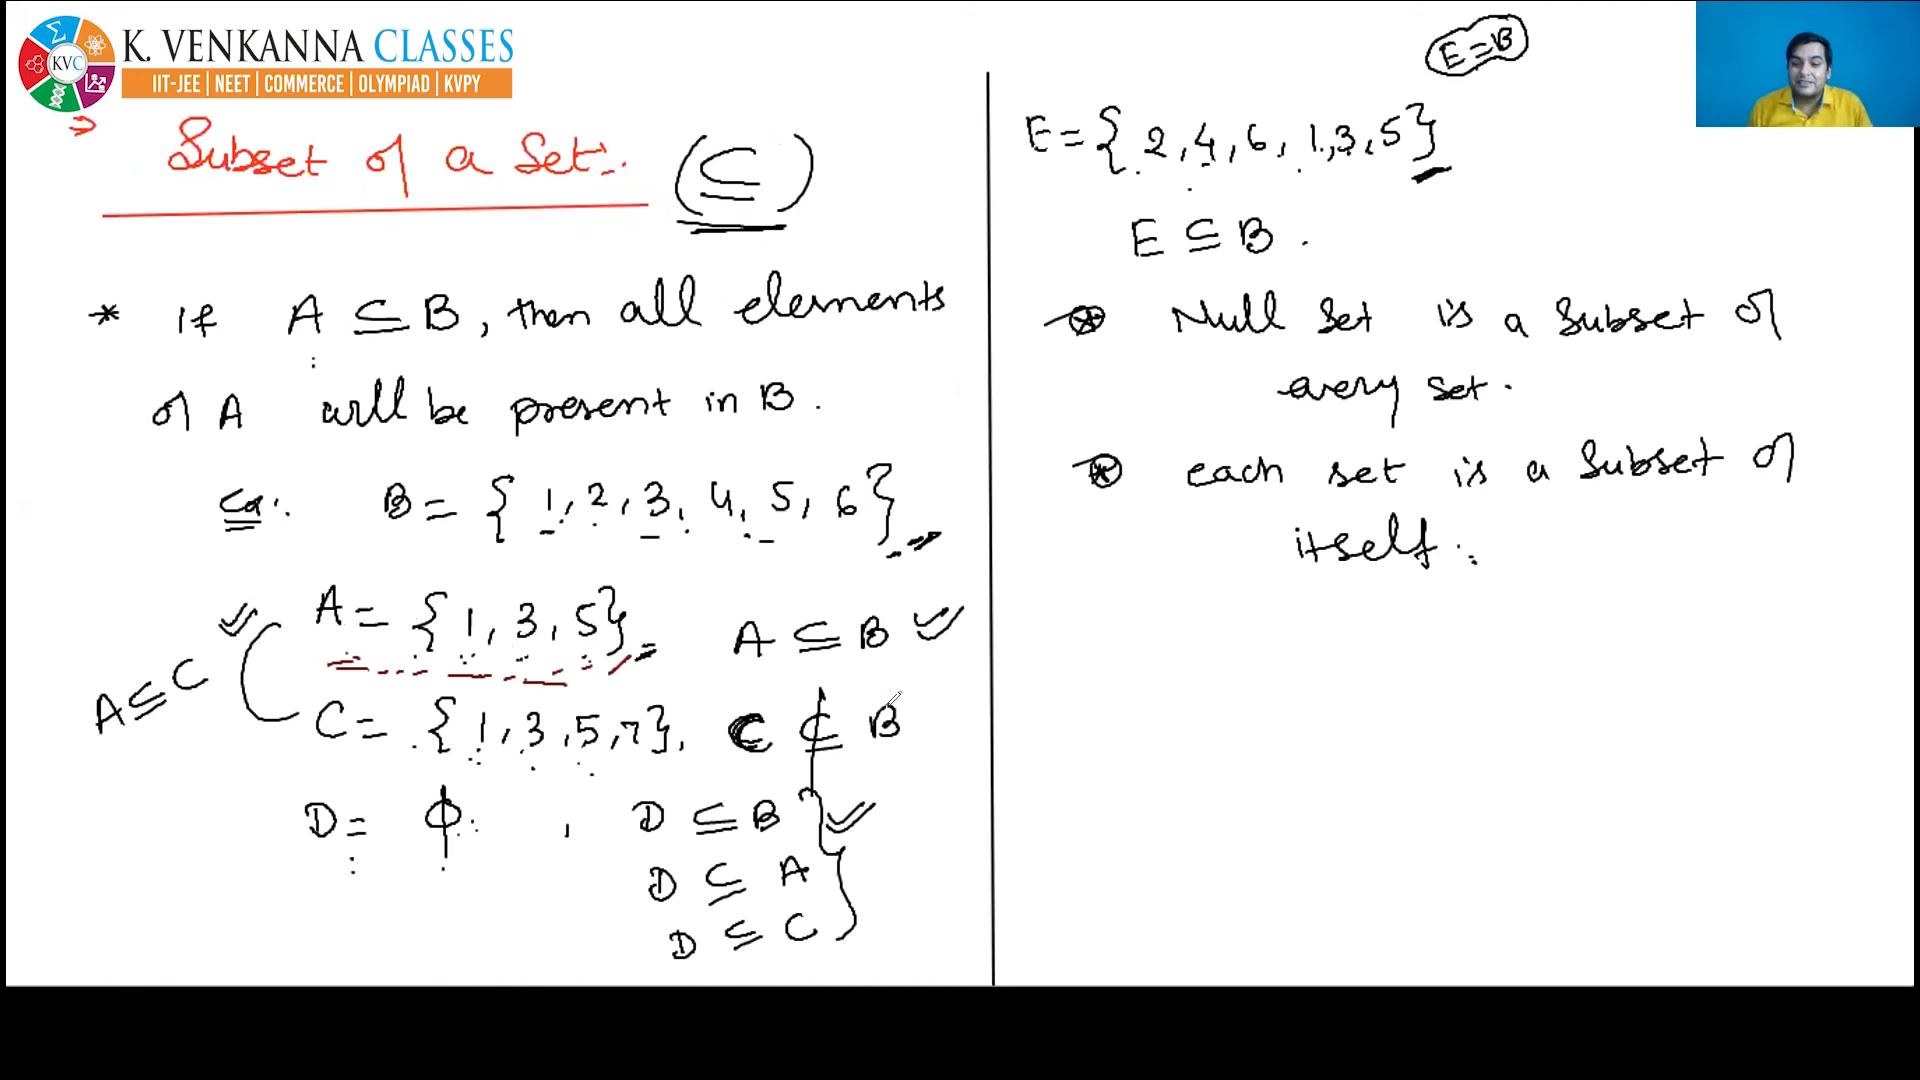 KVC
K. VENKANNA CLASSES
IIT-JEE | NEET | COMMERCE | OLYMPIAD | KVPY
⇒ Subset of a Set:- (⊆)
* If A ⊆ B, then all elements
of A will be present in B.
Ex:. B = { 1, 2, 3, 4, 5, 6}
A = { 1, 3, 5} A ⊆ B
A ⊆ C
C = { 1, 3, 5, 7}, C ⊈ B
D = ϕ , D ⊆ B
D ⊆ A
D ⊆ C
E = B
E = { 2, 4, 6, 1, 3, 5}
E ⊆ B.
* Null Set is a Subset of
every set.
* each set is a Subset of
itself.